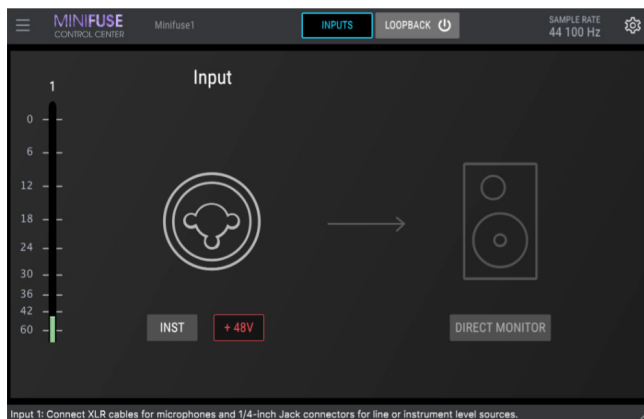 MINIFUSE
CONTROL CENTER
Minifuse1
INPUTS
LOOPBACK
SAMPLE RATE
44 100 Hz
Input
1
0
6
12
18
24
30
36
42
60
INST
+ 48V
DIRECT MONITOR
Input 1: Connect XLR cables for microphones and 1/4-inch Jack connectors for line or instrument level sources.